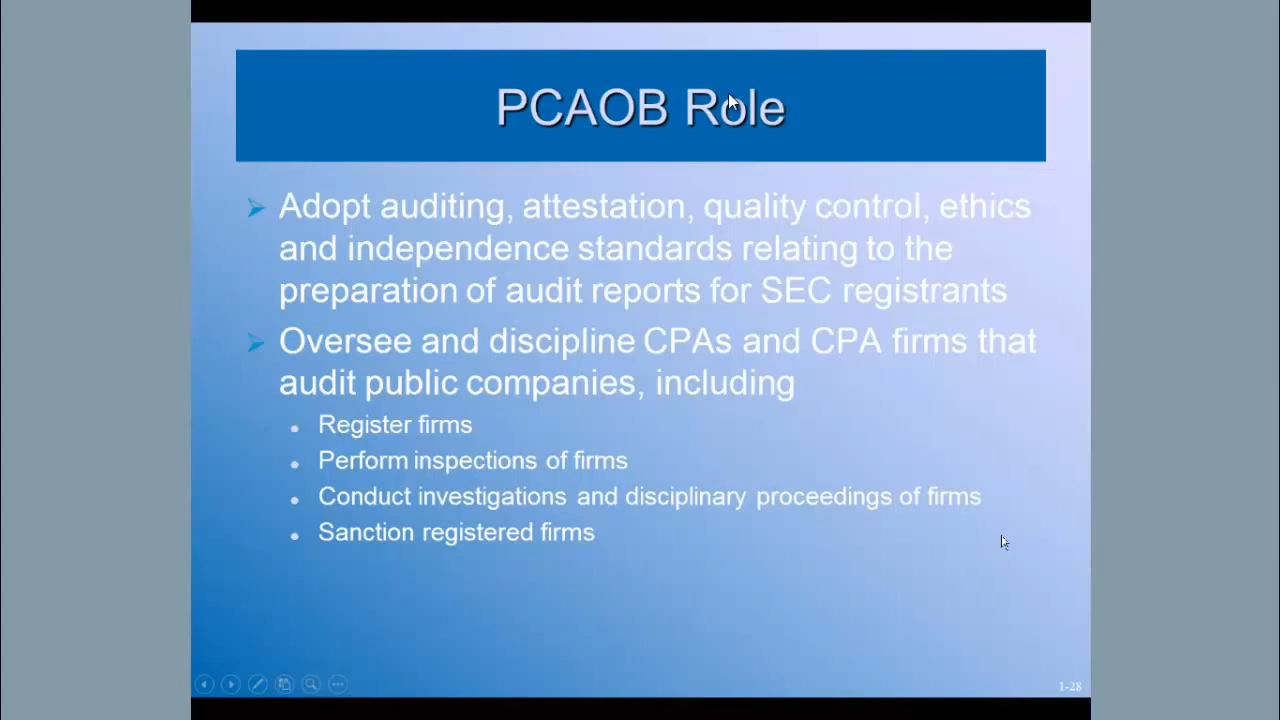 PCAOB Role
Adopt auditing, attestation, quality control, ethics
and independence standards relating to the
preparation of audit reports for SEC registrants
Oversee and discipline CPAs and CPA firms that
audit public companies, including
Register firms
Perform inspections of firms
Conduct investigations and disciplinary proceedings of firms
Sanction registered firms
1-28